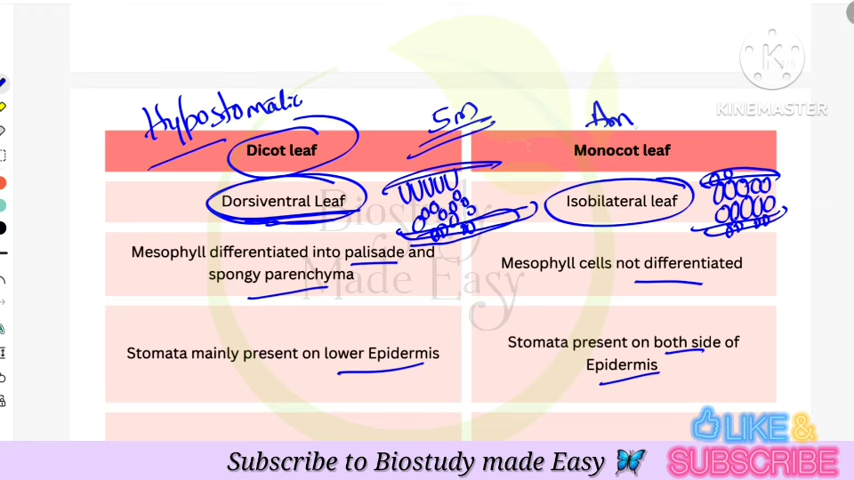 KINEMASTER
Hypostomatic
5m
Am
Dicot leaf
Monocot leaf
Dorsiventral Leaf
Isobilateral leaf
Biostudy
Made Easy
Mesophyll differentiated into palisade and
spongy parenchyma
Mesophyll cells not differentiated
Stomata mainly present on lower Epidermis
Stomata present on both side of
Epidermis
LIKE &
SUBSCRIBE
Subscribe to Biostudy made Easy 🦋